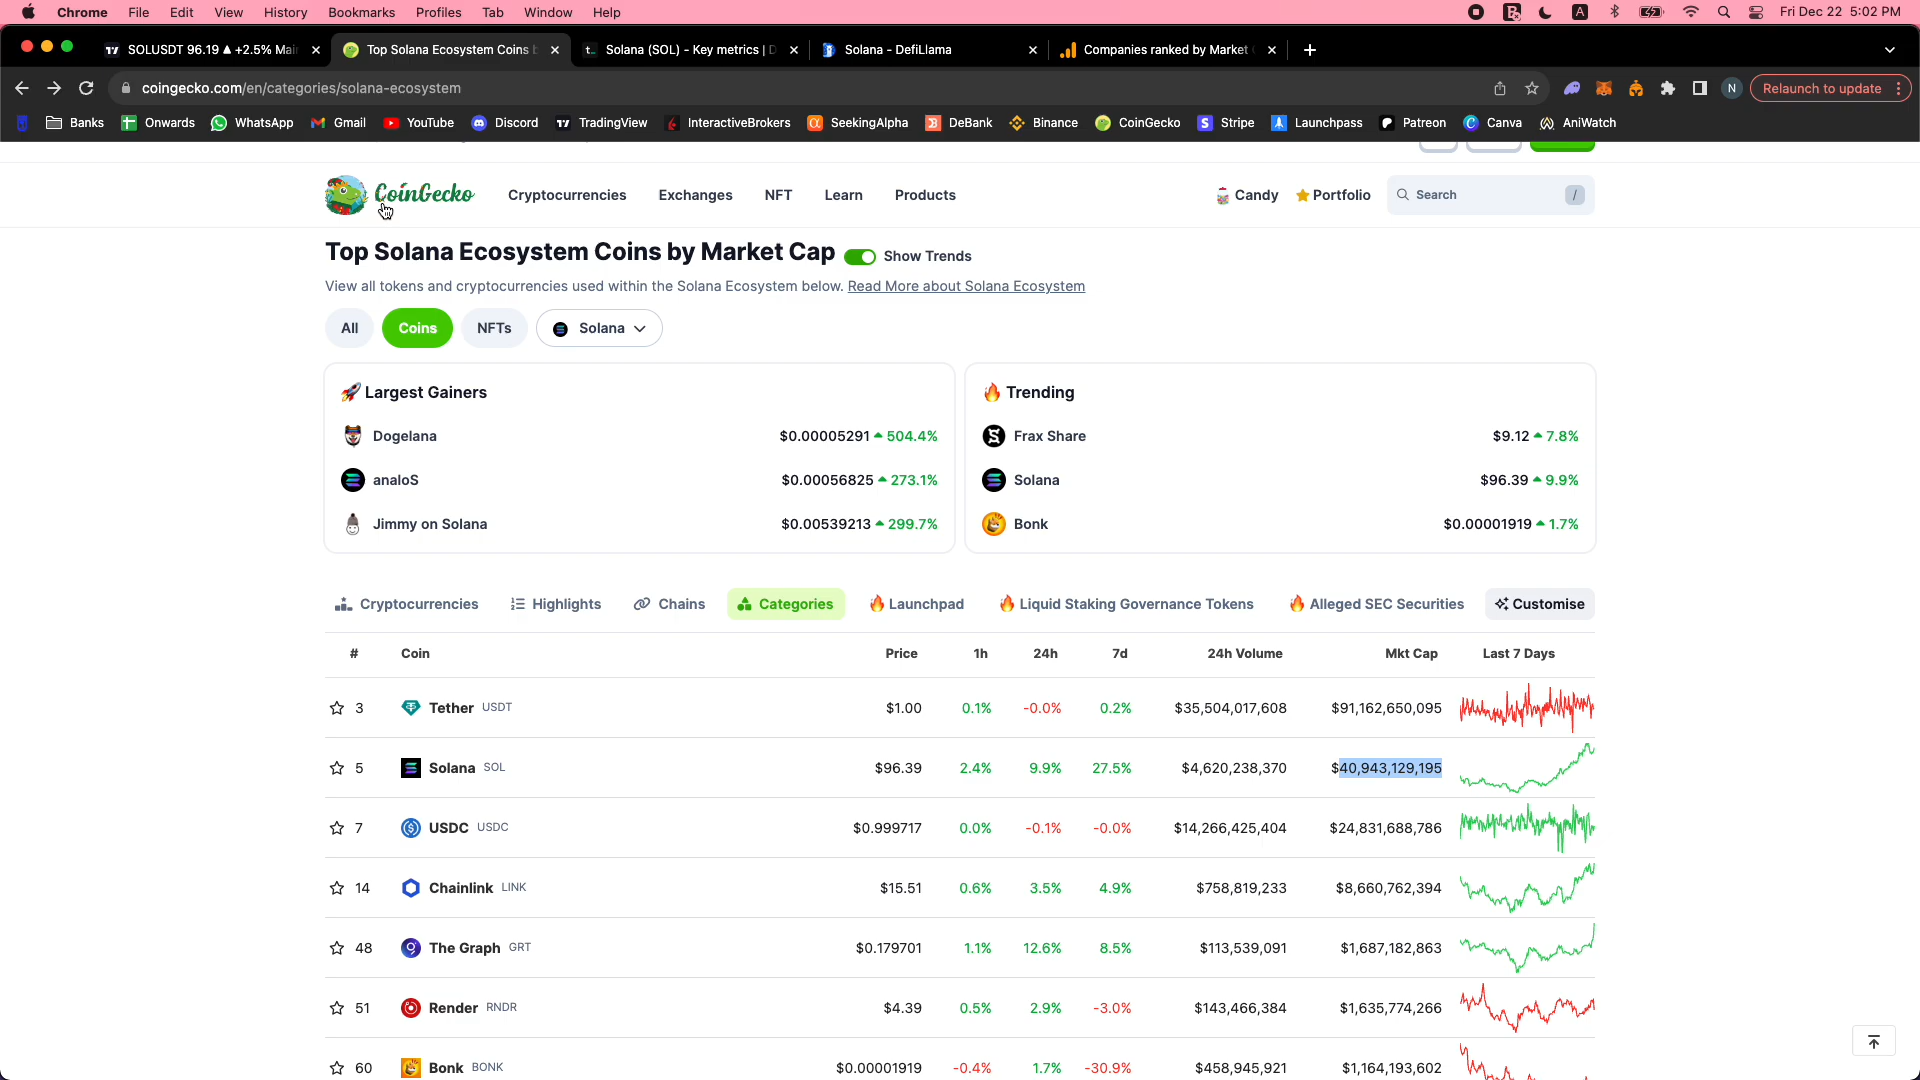 Chrome File Edit View History Bookmarks Profiles Tab Window Help A Fri Dec 22 5:02 PM
SOLUSDT 96.19 ▲ +2.5% Mai Top Solana Ecosystem Coins b Solana (SOL) - Key metrics | D Solana - DefiLlama Companies ranked by Market
coingecko.com/en/categories/solana-ecosystem N Relaunch to update
Banks Onwards WhatsApp Gmail YouTube Discord TradingView InteractiveBrokers SeekingAlpha DeBank Binance CoinGecko Stripe Launchpass Patreon Canva AniWatch
CoinGecko Cryptocurrencies Exchanges NFT Learn Products Candy Portfolio Search /
Top Solana Ecosystem Coins by Market Cap Show Trends
View all tokens and cryptocurrencies used within the Solana Ecosystem below. Read More about Solana Ecosystem
All Coins NFTs Solana
Largest Gainers
Dogelana $0.00005291 504.4%
analoS $0.00056825 273.1%
Jimmy on Solana $0.00539213 299.7%
Trending
Frax Share $9.12 7.8%
Solana $96.39 9.9%
Bonk $0.00001919 1.7%
Cryptocurrencies Highlights Chains Categories Launchpad Liquid Staking Governance Tokens Alleged SEC Securities Customise
# Coin Price 1h 24h 7d 24h Volume Mkt Cap Last 7 Days
3 Tether USDT $1.00 0.1% -0.0% 0.2% $35,504,017,608 $91,162,650,095
5 Solana SOL $96.39 2.4% 9.9% 27.5% $4,620,238,370 $40,943,129,195
7 USDC USDC $0.999717 0.0% -0.1% -0.0% $14,266,425,404 $24,831,688,786
14 Chainlink LINK $15.51 0.6% 3.5% 4.9% $758,819,233 $8,660,762,394
48 The Graph GRT $0.179701 1.1% 12.6% 8.5% $113,539,091 $1,687,182,863
51 Render RNDR $4.39 0.5% 2.9% -3.0% $143,466,384 $1,635,774,266
60 Bonk BONK $0.00001919 -0.4% 1.7% -30.9% $458,945,921 $1,164,193,602